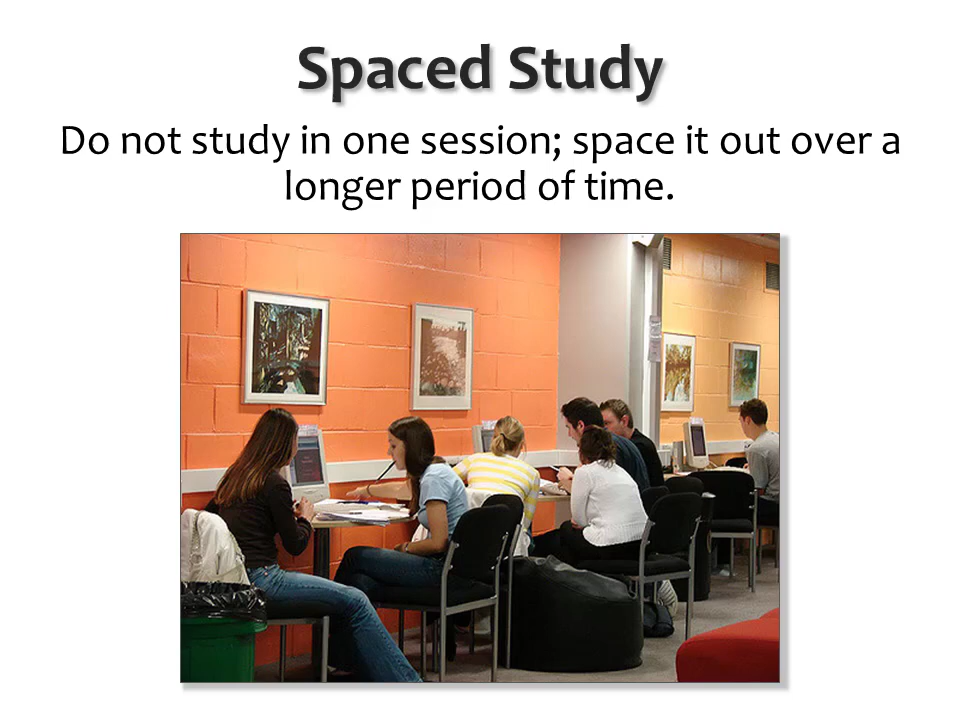 Spaced Study
Do not study in one session; space it out over a
longer period of time.